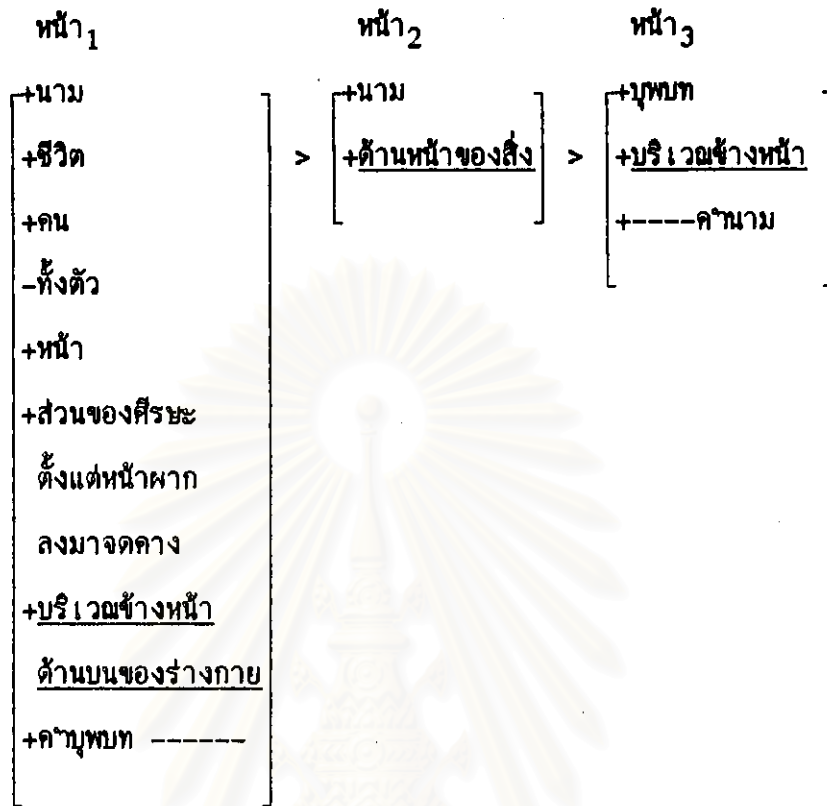 หน้า1 หน้า2 หน้า3
+นาม +นาม +บุพบท
+ชีวิต > +ด้านหน้าของสิ่ง > +บริเวณข้างหน้า
+คน +----คำนาม
-ทั้งตัว
+หน้า
+ส่วนของศีรษะ
ตั้งแต่หน้าผาก
ลงมาจดคาง
+บริเวณข้างหน้า
ด้านบนของร่างกาย
+คำบุพบท ------